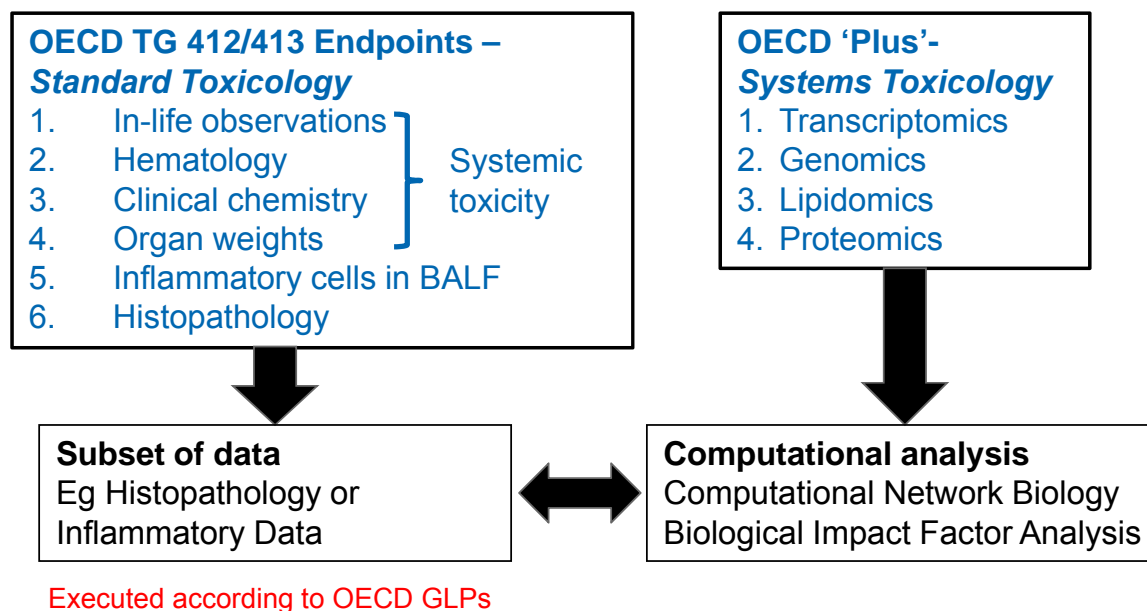 OECD TG 412/413 Endpoints –
Standard Toxicology
1. In-life observations
2. Hematology
3. Clinical chemistry
4. Organ weights
5. Inflammatory cells in BALF
6. Histopathology
Systemic
toxicity
OECD ‘Plus’-
Systems Toxicology
1. Transcriptomics
2. Genomics
3. Lipidomics
4. Proteomics
Subset of data
Eg Histopathology or
Inflammatory Data
Computational analysis
Computational Network Biology
Biological Impact Factor Analysis
Executed according to OECD GLPs